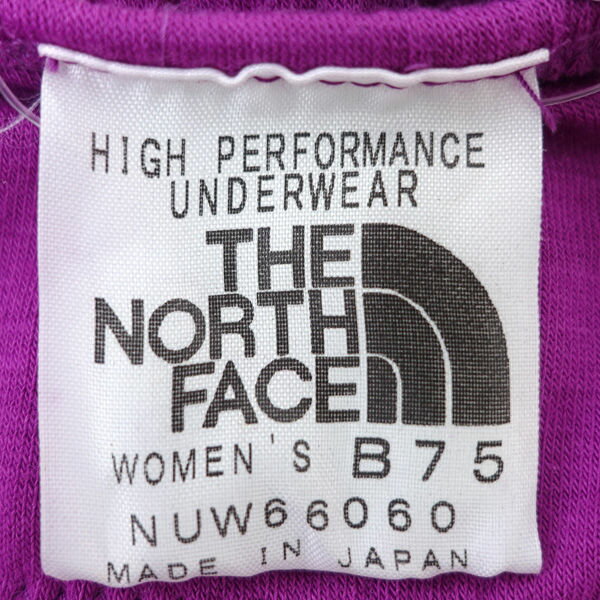 HIGH PERFORMANCE
UNDERWEAR
THE
NORTH
FACE
WOMEN'S B75
NUW66060
MADE IN JAPAN